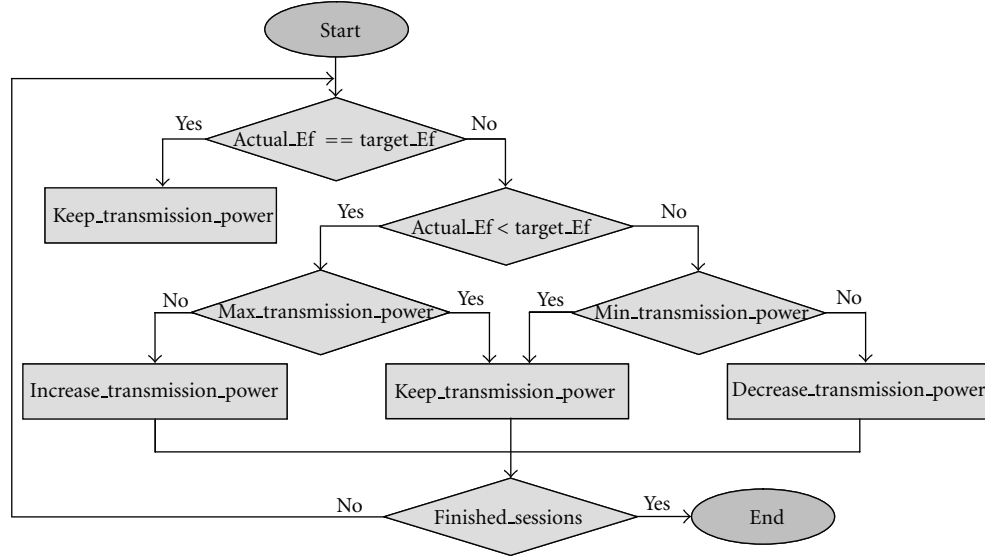 Start
Yes
Actual_Ef == target_Ef
No
Keep_transmission_power
Yes
Actual_Ef < target_Ef
No
No
Max_transmission_power
Yes
Yes
Min_transmission_power
No
Increase_transmission_power
Keep_transmission_power
Decrease_transmission_power
No
Finished_sessions
Yes
End